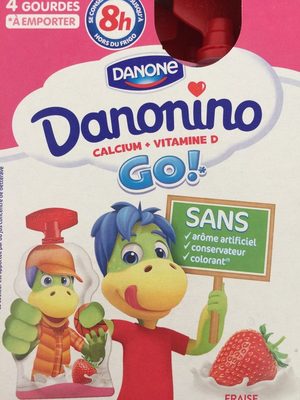 4 GOURDES
*À EMPORTER
8h
HORS DU FRIGO
DANONE
Danonino
CALCIUM + VITAMINE D
GO!*
SANS
✓ arôme artificiel
✓ conservateur
✓ colorant
FRAISE